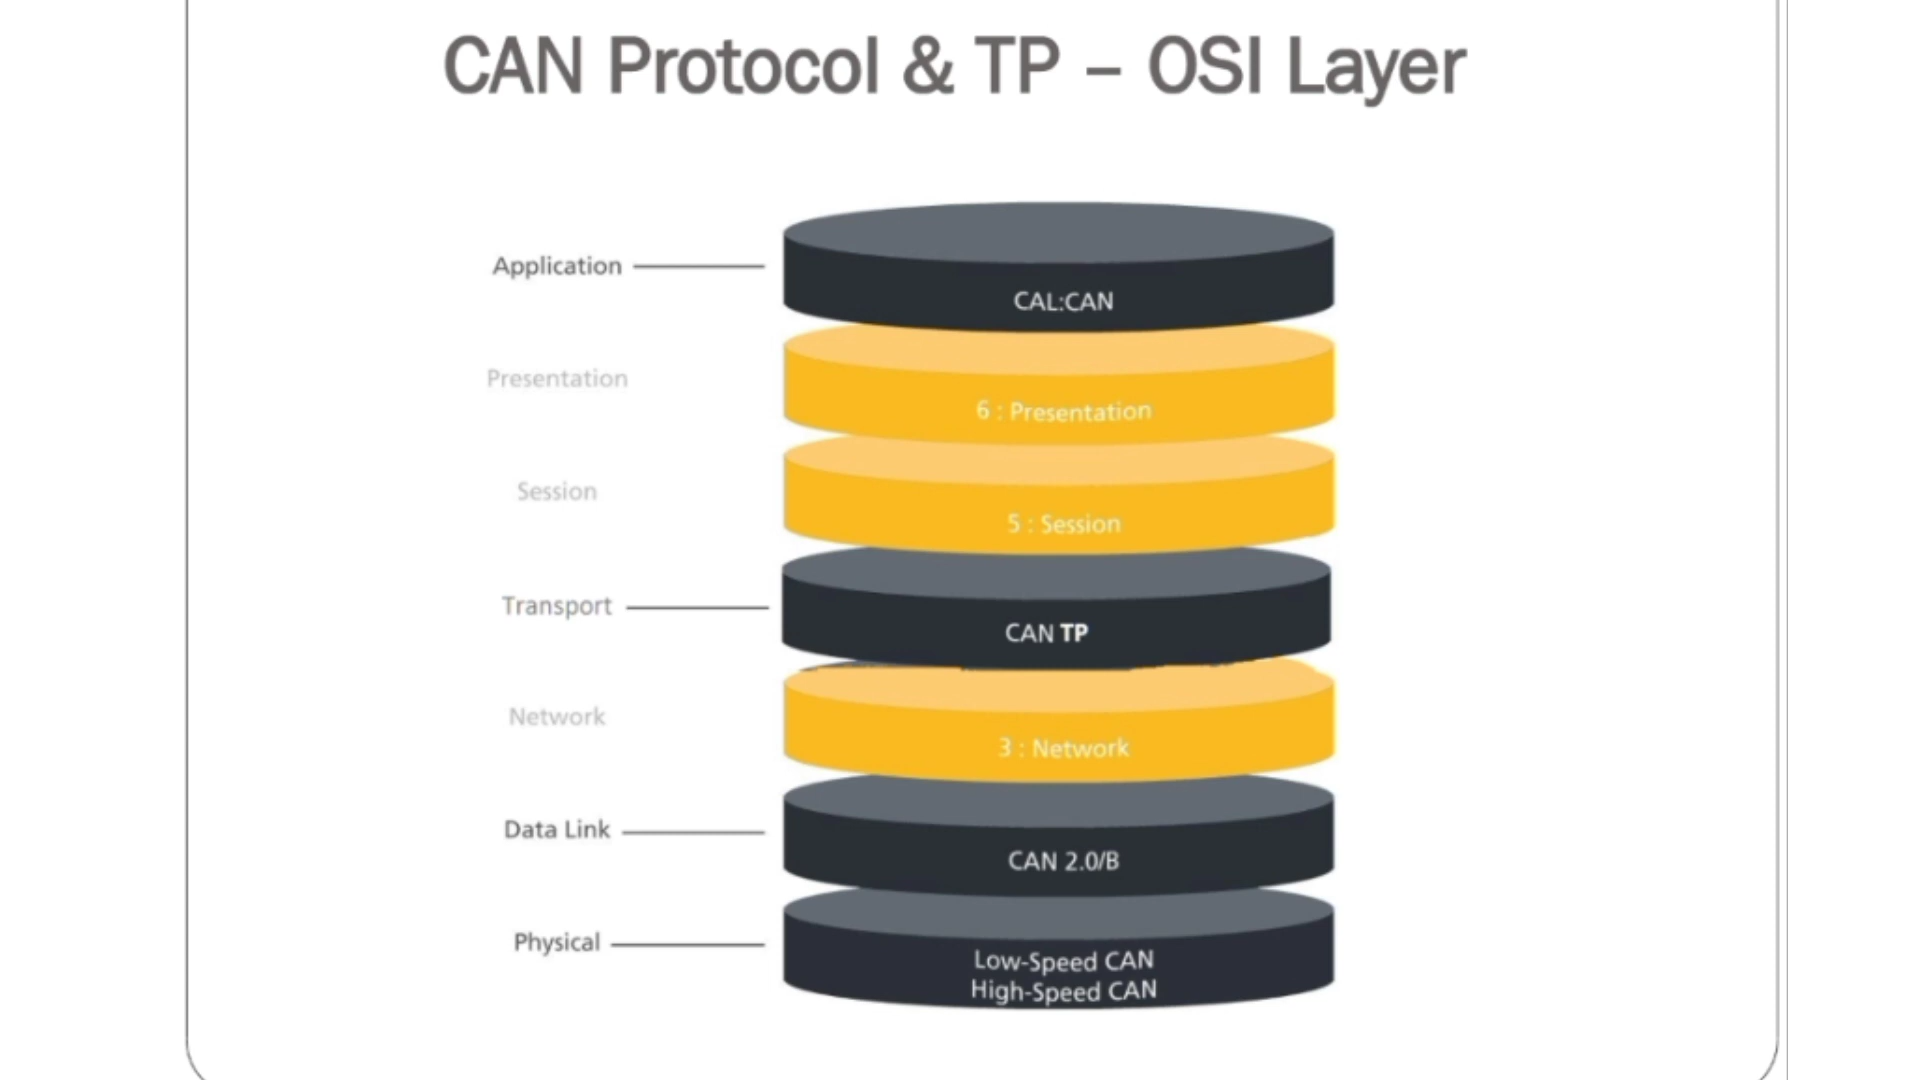 CAN Protocol & TP – OSI Layer
Application
CAL:CAN
Presentation
6 : Presentation
Session
5 : Session
Transport
CAN TP
Network
3 : Network
Data Link
CAN 2.0/B
Physical
Low-Speed CAN
High-Speed CAN